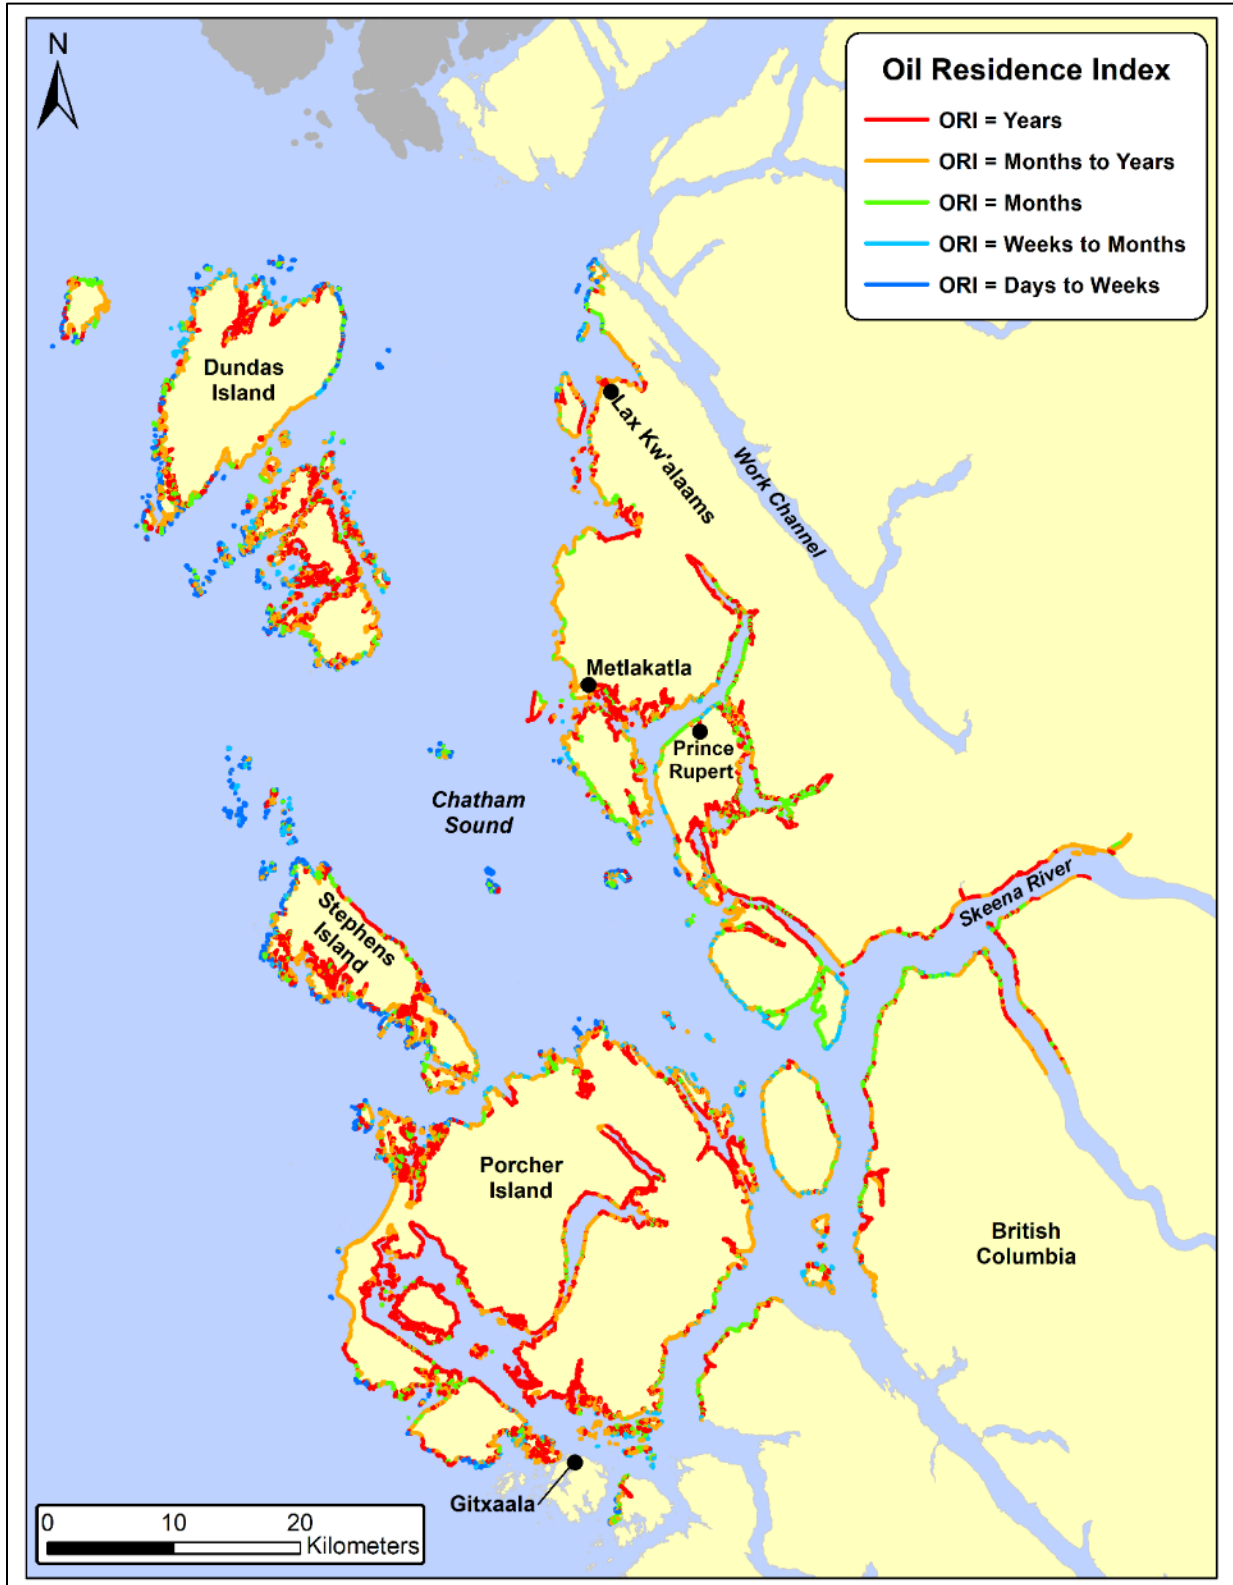 N
Oil Residence Index
ORI = Years
ORI = Months to Years
ORI = Months
ORI = Weeks to Months
ORI = Days to Weeks
Dundas
Island
Lax Kw'alaams
Work Channel
Metlakatla
Prince
Rupert
Chatham
Sound
Skeena River
Stephens
Island
Porcher
Island
British
Columbia
Gitxaala
0 10 20
Kilometers